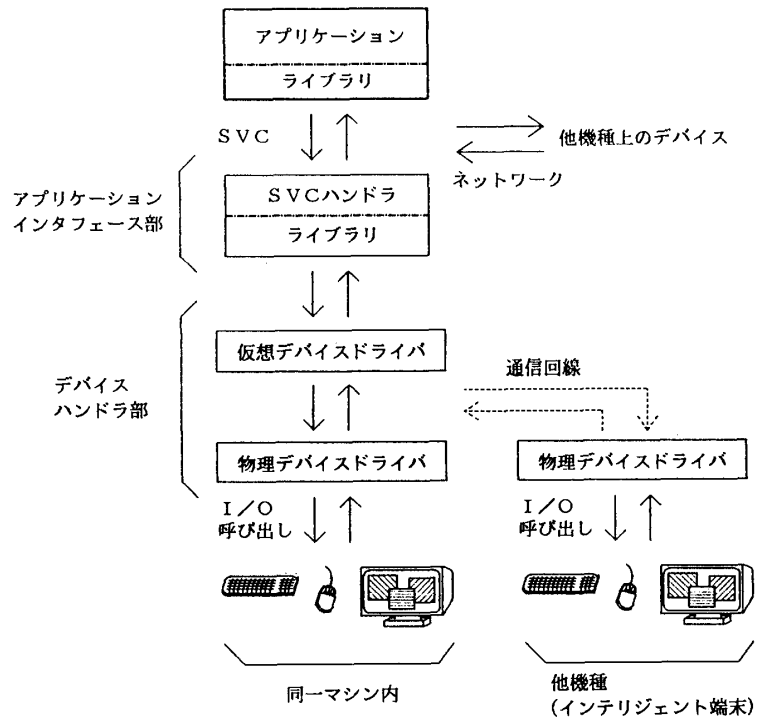 アプリケーション
ライブラリ
SVC
他機種上のデバイス
ネットワーク
アプリケーション
インタフェース部
SVCハンドラ
ライブラリ
仮想デバイスドライバ
通信回線
デバイス
ハンドラ部
物理デバイスドライバ
物理デバイスドライバ
I/O
呼び出し
I/O
呼び出し
同一マシン内
他機種
(インテリジェント端末)